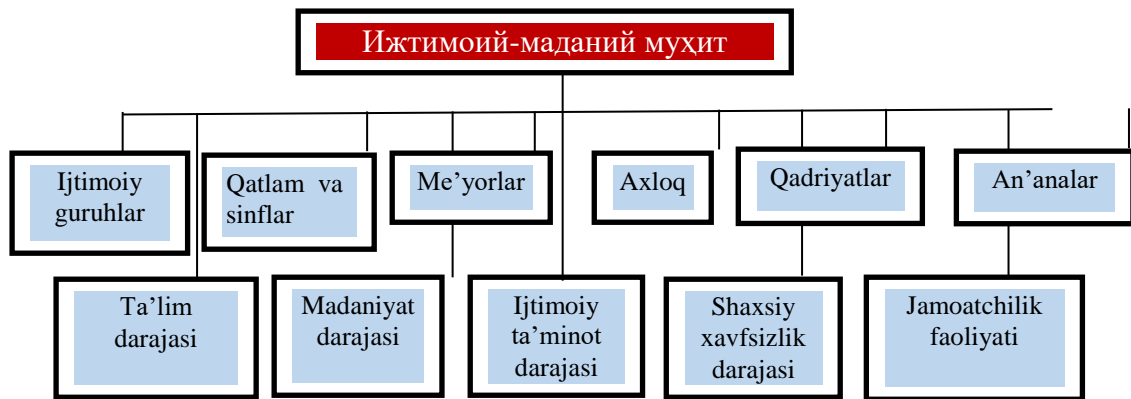 Ижтимоий-маданий муҳит
Ijtimoiy
guruhlar
Qatlam va
sinflar
Me’yorlar
Axloq
Qadriyatlar
An’analar
Ta’lim
darajasi
Madaniyat
darajasi
Ijtimoiy
ta’minot
darajasi
Shaxsiy
xavfsizlik
darajasi
Jamoatchilik
faoliyati